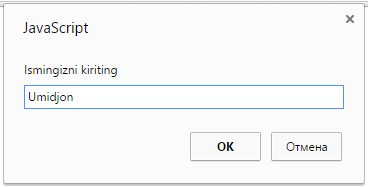 JavaScript
Ismingizni kiriting
Umidjon
OK
Отмена